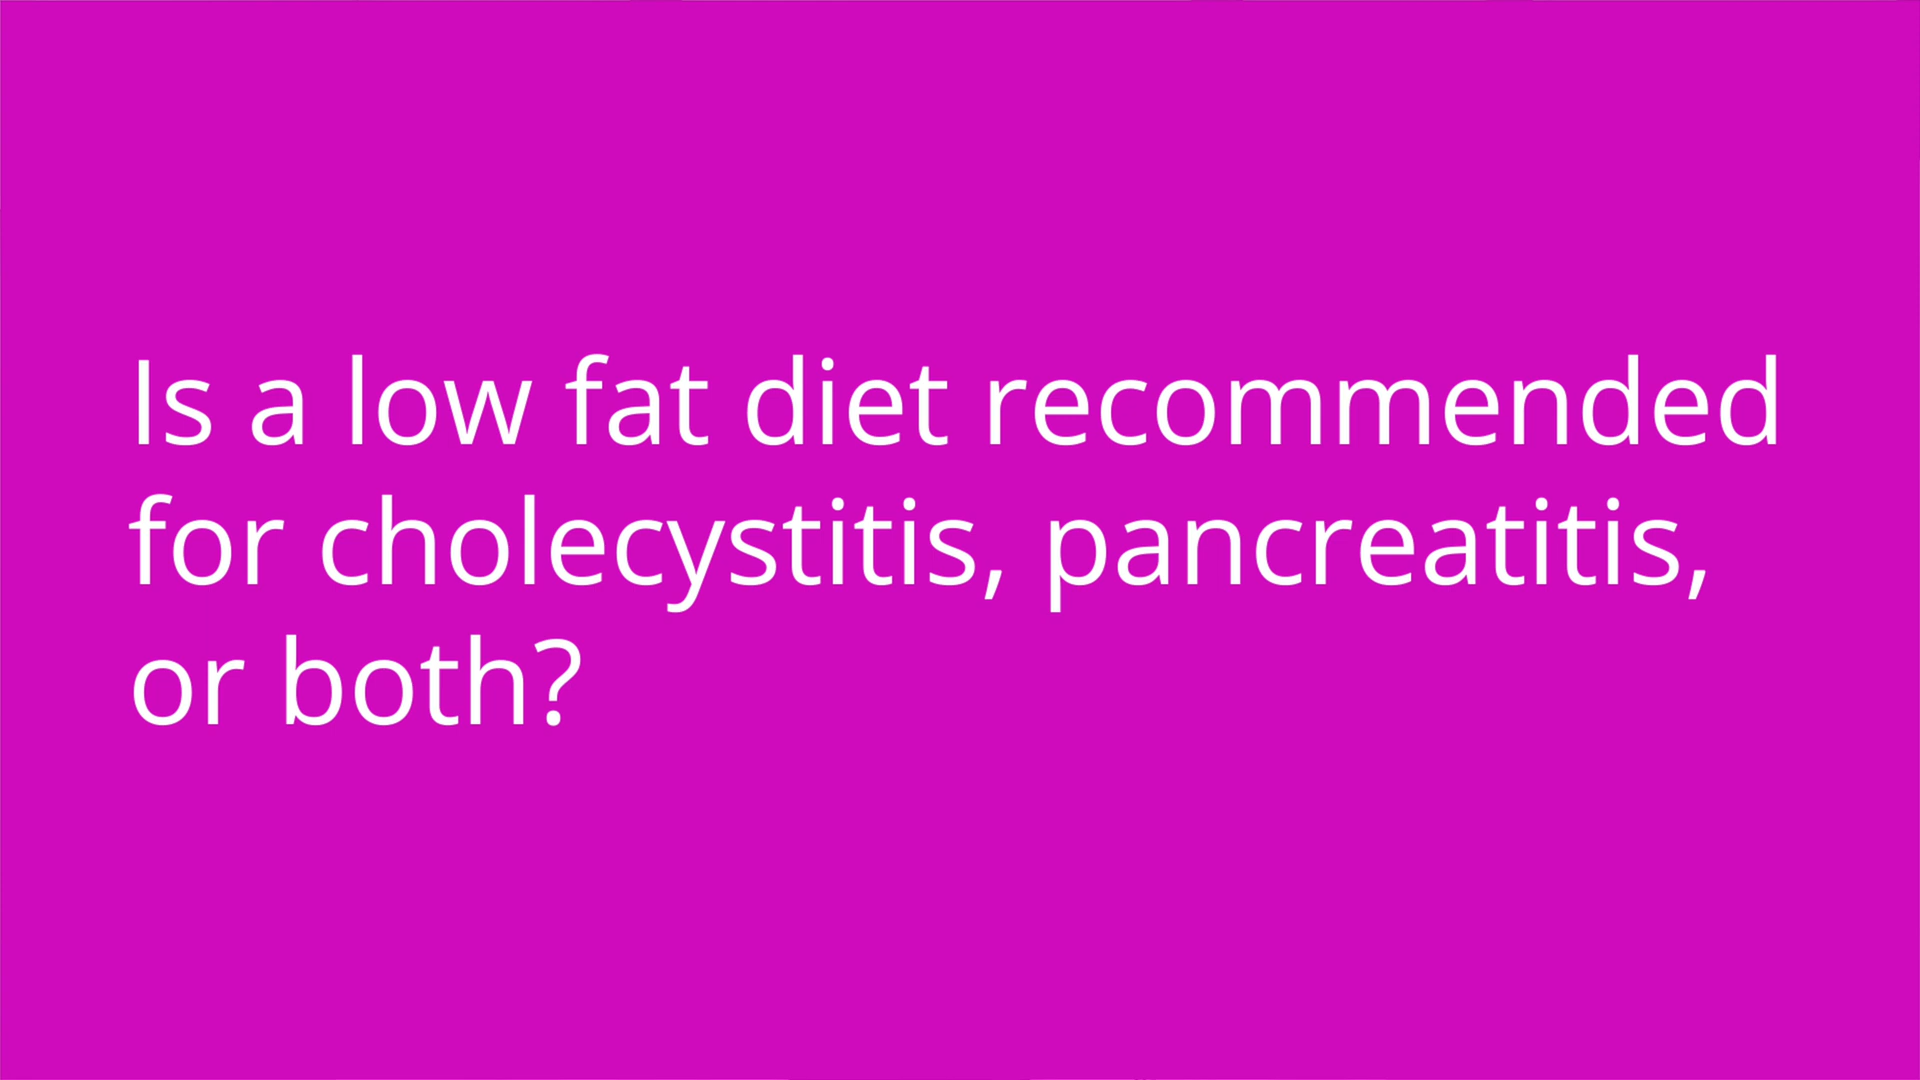 Is a low fat diet recommended
for cholecystitis, pancreatitis,
or both?